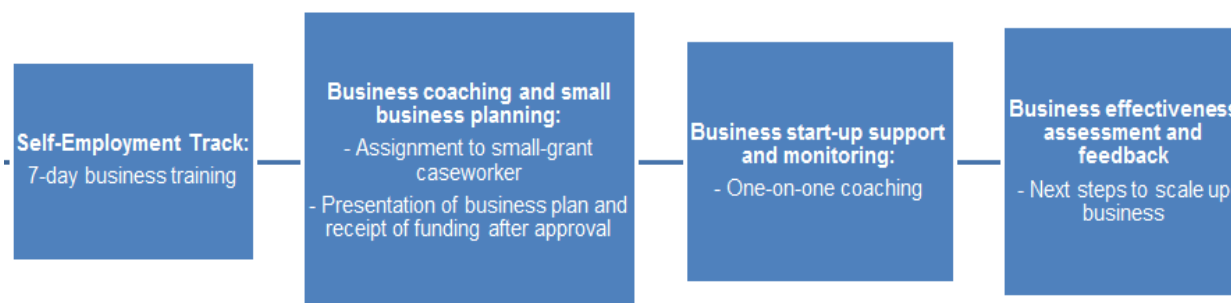 Self-Employment Track:
7-day business training
Business coaching and small
business planning:
- Assignment to small-grant
caseworker
- Presentation of business plan and
receipt of funding after approval
Business start-up support
and monitoring:
- One-on-one coaching
Business effectiveness
assessment and
feedback
- Next steps to scale up
business